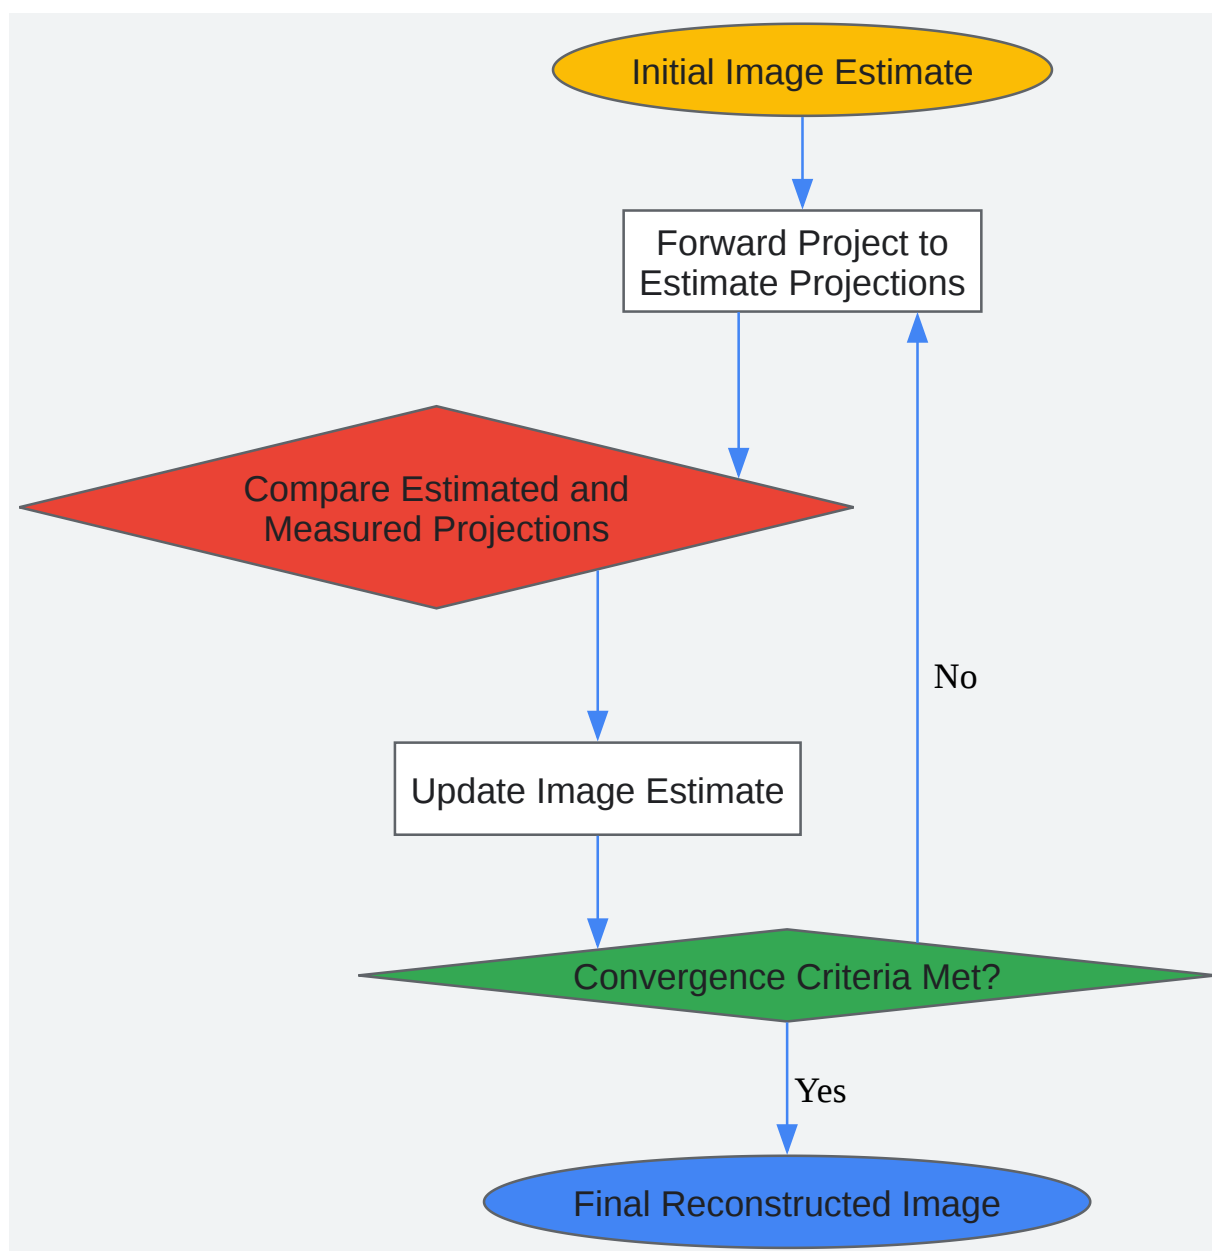 Initial Image Estimate
Forward Project to
Estimate Projections
Compare Estimated and
Measured Projections
No
Update Image Estimate
Convergence Criteria Met?
Yes
Final Reconstructed Image